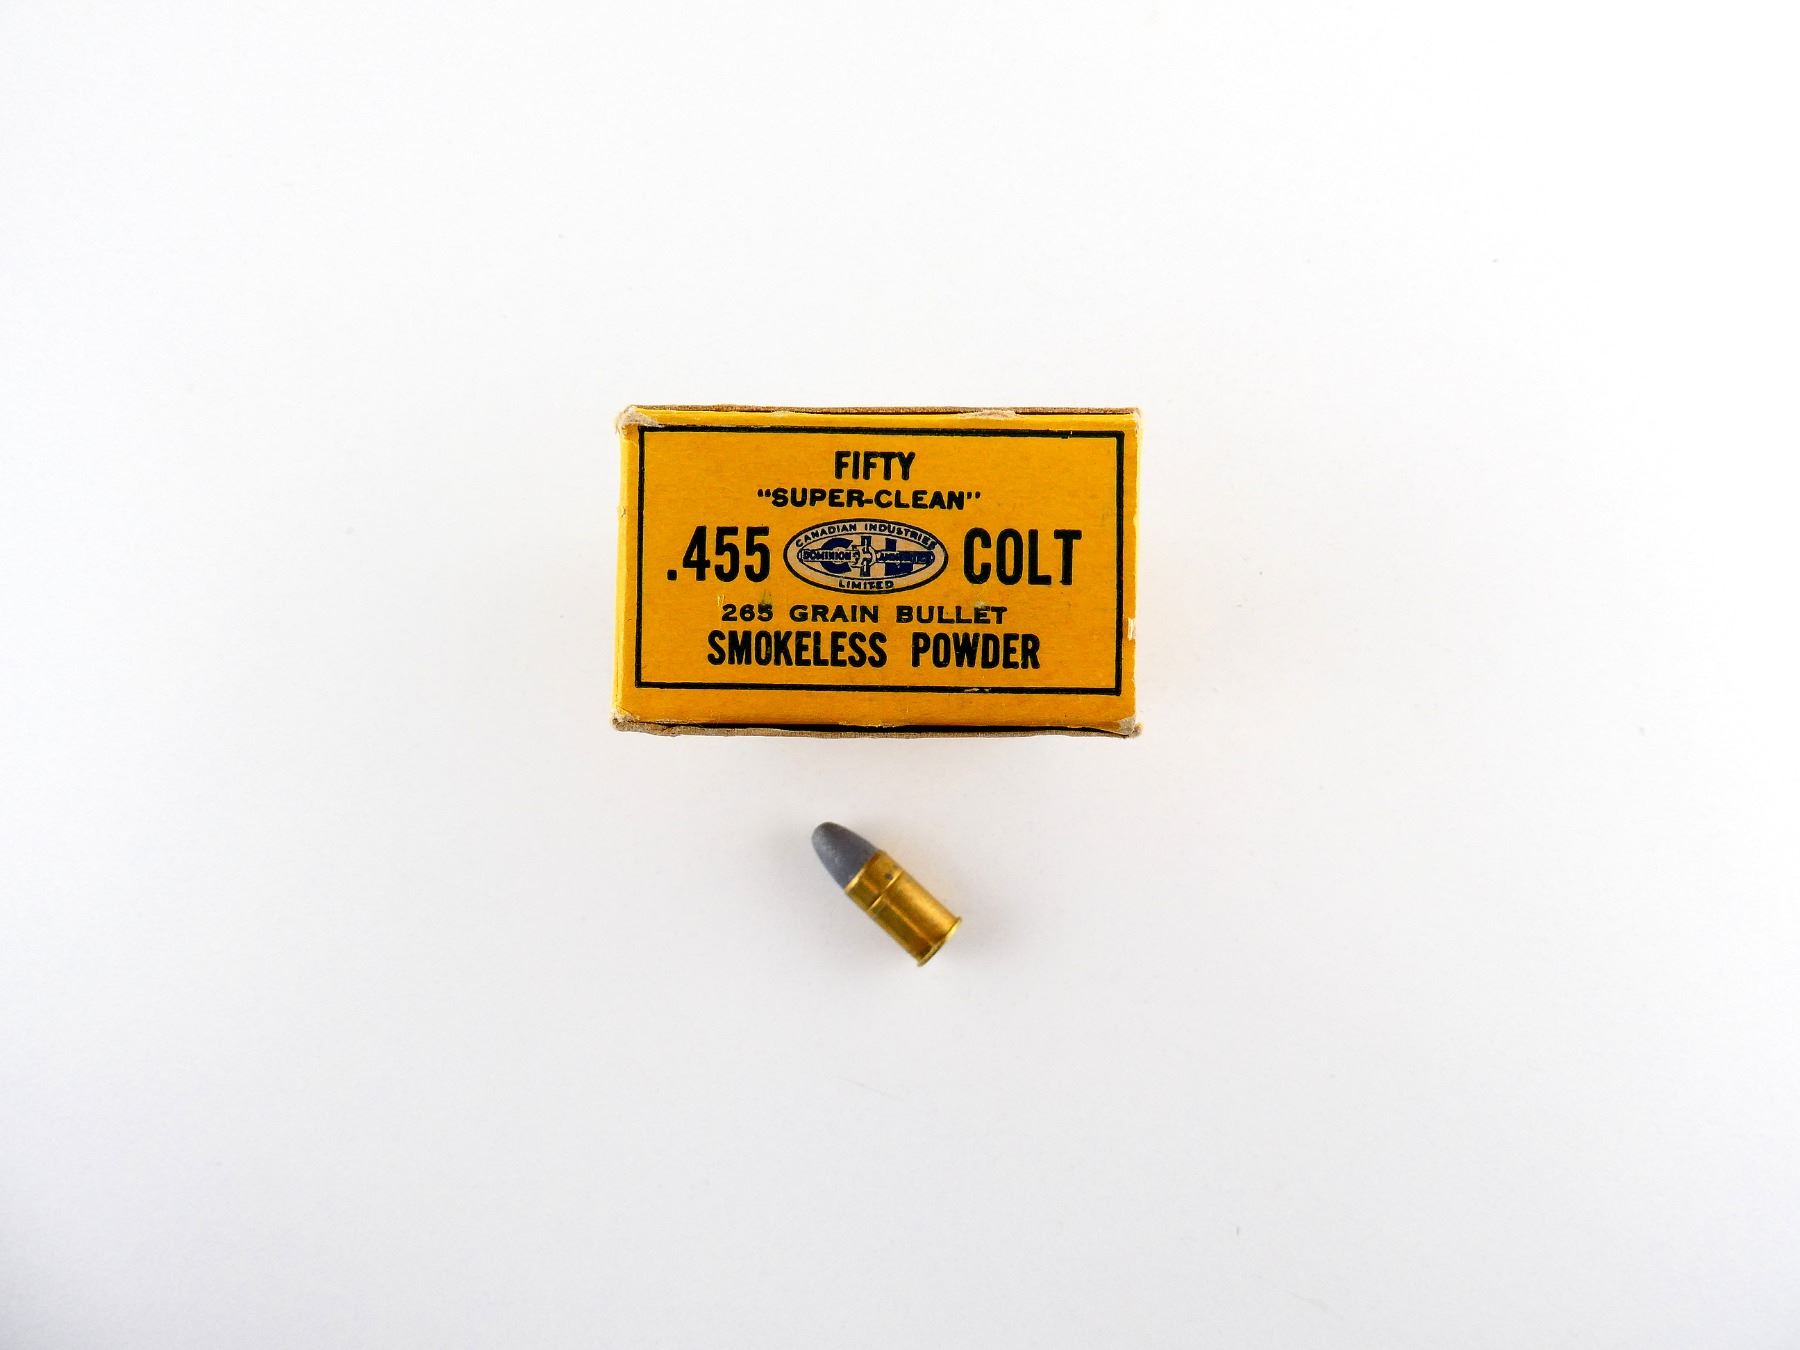 FIFTY
"SUPER-CLEAN"
.455 COLT
CANADIAN INDUSTRIES
DOMINION AMMUNITION
LIMITED
265 GRAIN BULLET
SMOKELESS POWDER